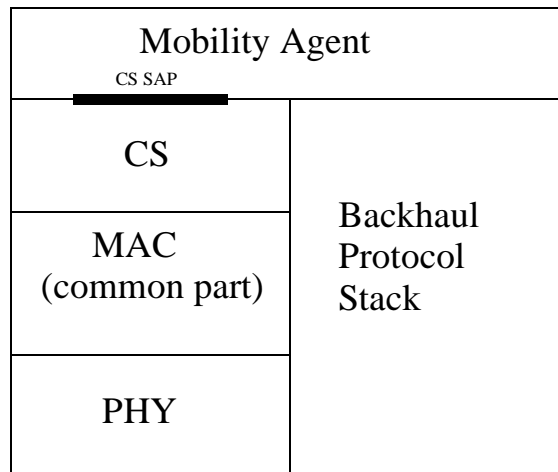 Mobility Agent
CS SAP
CS
MAC
(common part)
PHY
Backhaul
Protocol
Stack